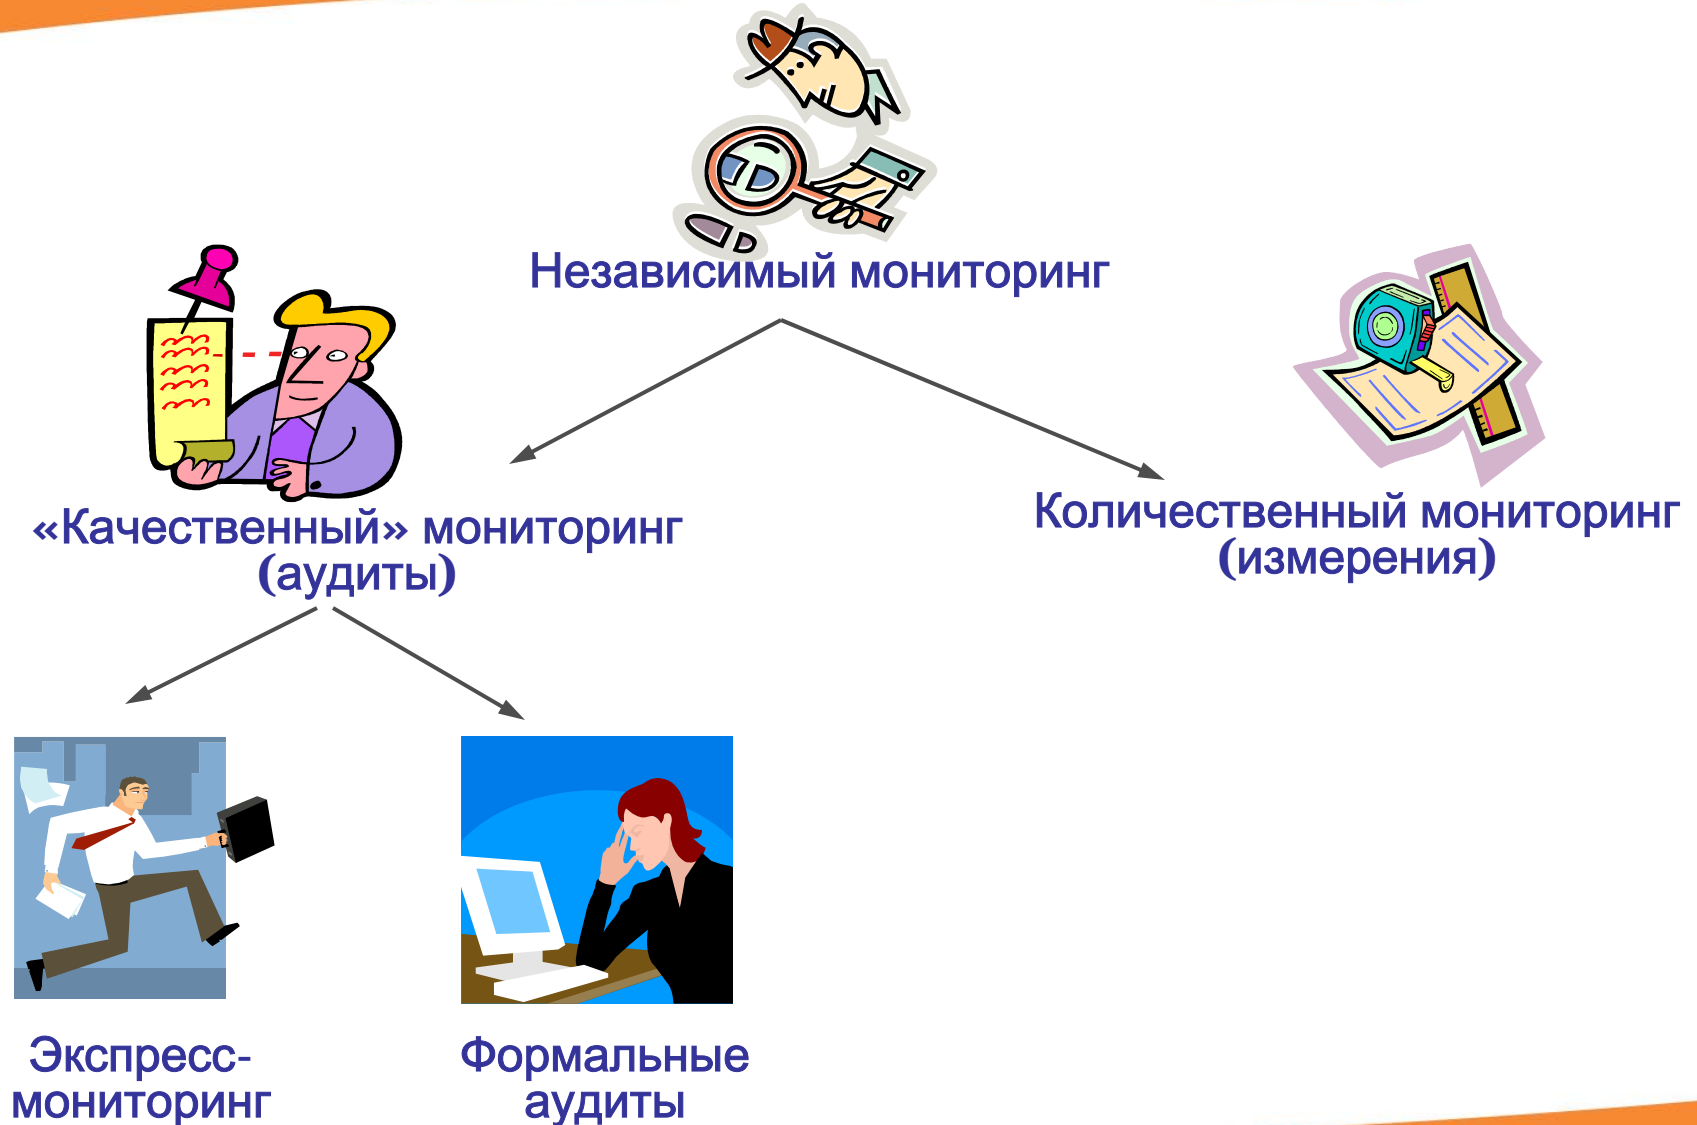 Независимый мониторинг
«Качественный» мониторинг
(аудиты)
Количественный мониторинг
(измерения)
Экспресс-
мониторинг
Формальные
аудиты